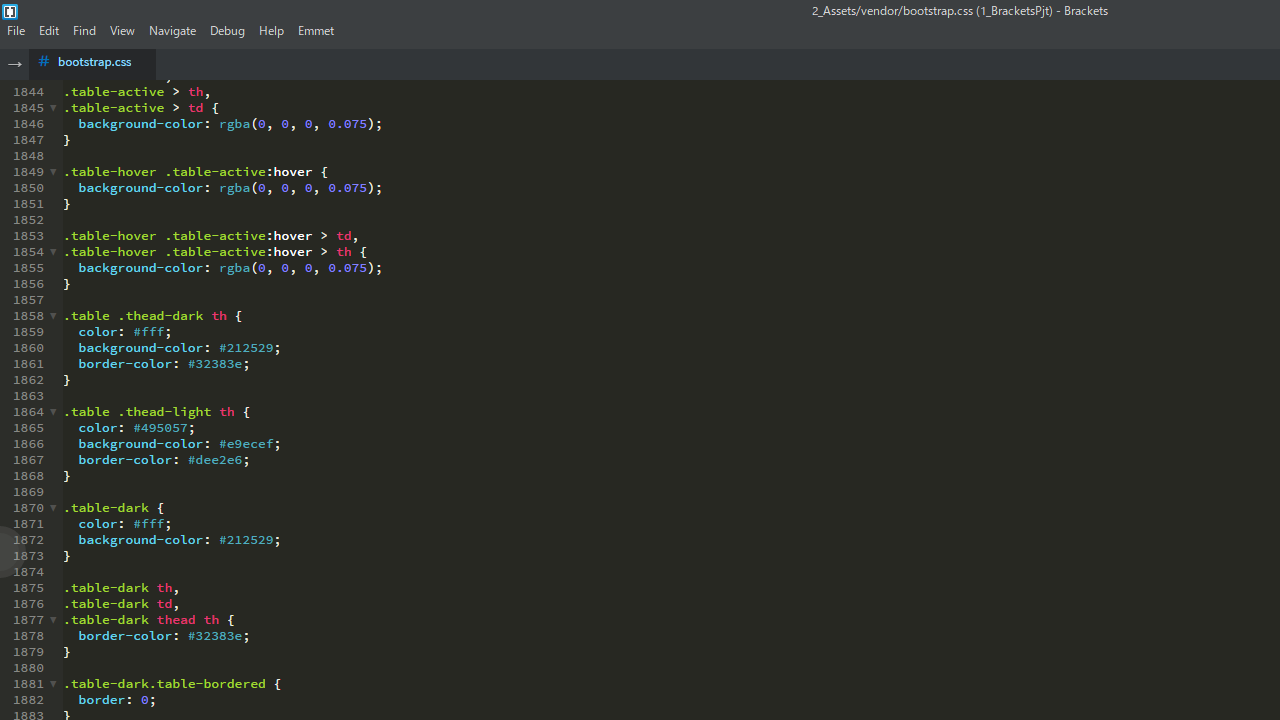 2_Assets/vendor/bootstrap.css (1_BracketsPjt) - Brackets
File Edit Find View Navigate Debug Help Emmet
→ # bootstrap.css
1844 .table-active > th,
1845 .table-active > td {
1846   background-color: rgba(0, 0, 0, 0.075);
1847 }
1848
1849 .table-hover .table-active:hover {
1850   background-color: rgba(0, 0, 0, 0.075);
1851 }
1852
1853 .table-hover .table-active:hover > td,
1854 .table-hover .table-active:hover > th {
1855   background-color: rgba(0, 0, 0, 0.075);
1856 }
1857
1858 .table .thead-dark th {
1859   color: #fff;
1860   background-color: #212529;
1861   border-color: #32383e;
1862 }
1863
1864 .table .thead-light th {
1865   color: #495057;
1866   background-color: #e9ecef;
1867   border-color: #dee2e6;
1868 }
1869
1870 .table-dark {
1871   color: #fff;
1872   background-color: #212529;
1873 }
1874
1875 .table-dark th,
1876 .table-dark td,
1877 .table-dark thead th {
1878   border-color: #32383e;
1879 }
1880
1881 .table-dark.table-bordered {
1882   border: 0;
1883 }